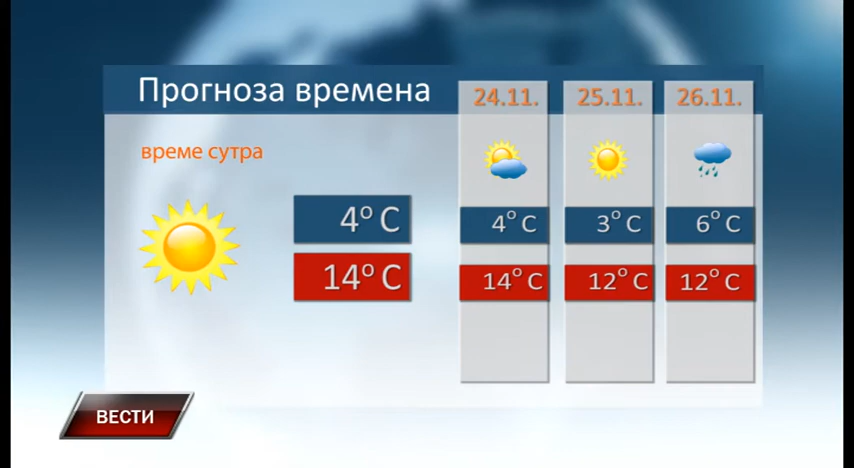 Прогноза времена
време сутра
4° C
14° C
24.11.
4° C
14° C
25.11.
3° C
12° C
26.11.
6° C
12° C
ВЕСТИ